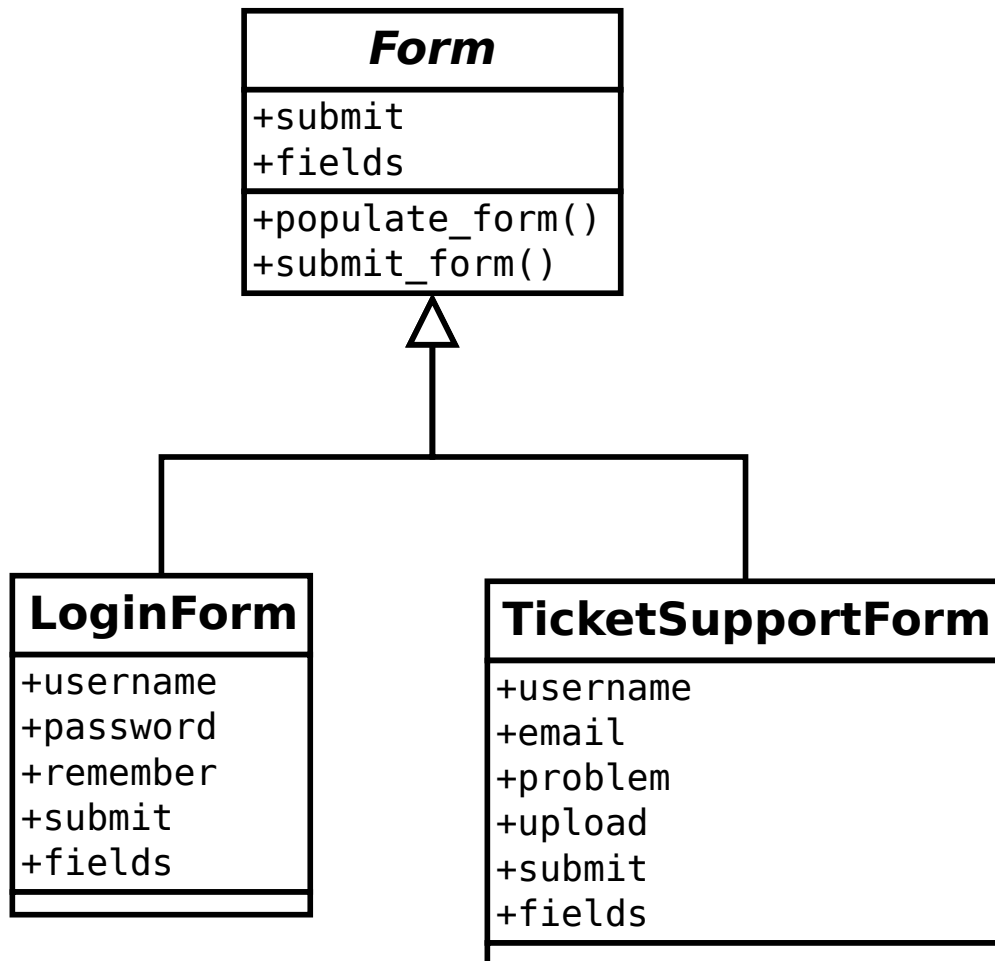 Form
+submit
+fields
+populate_form()
+submit_form()
LoginForm
+username
+password
+remember
+submit
+fields
TicketSupportForm
+username
+email
+problem
+upload
+submit
+fields